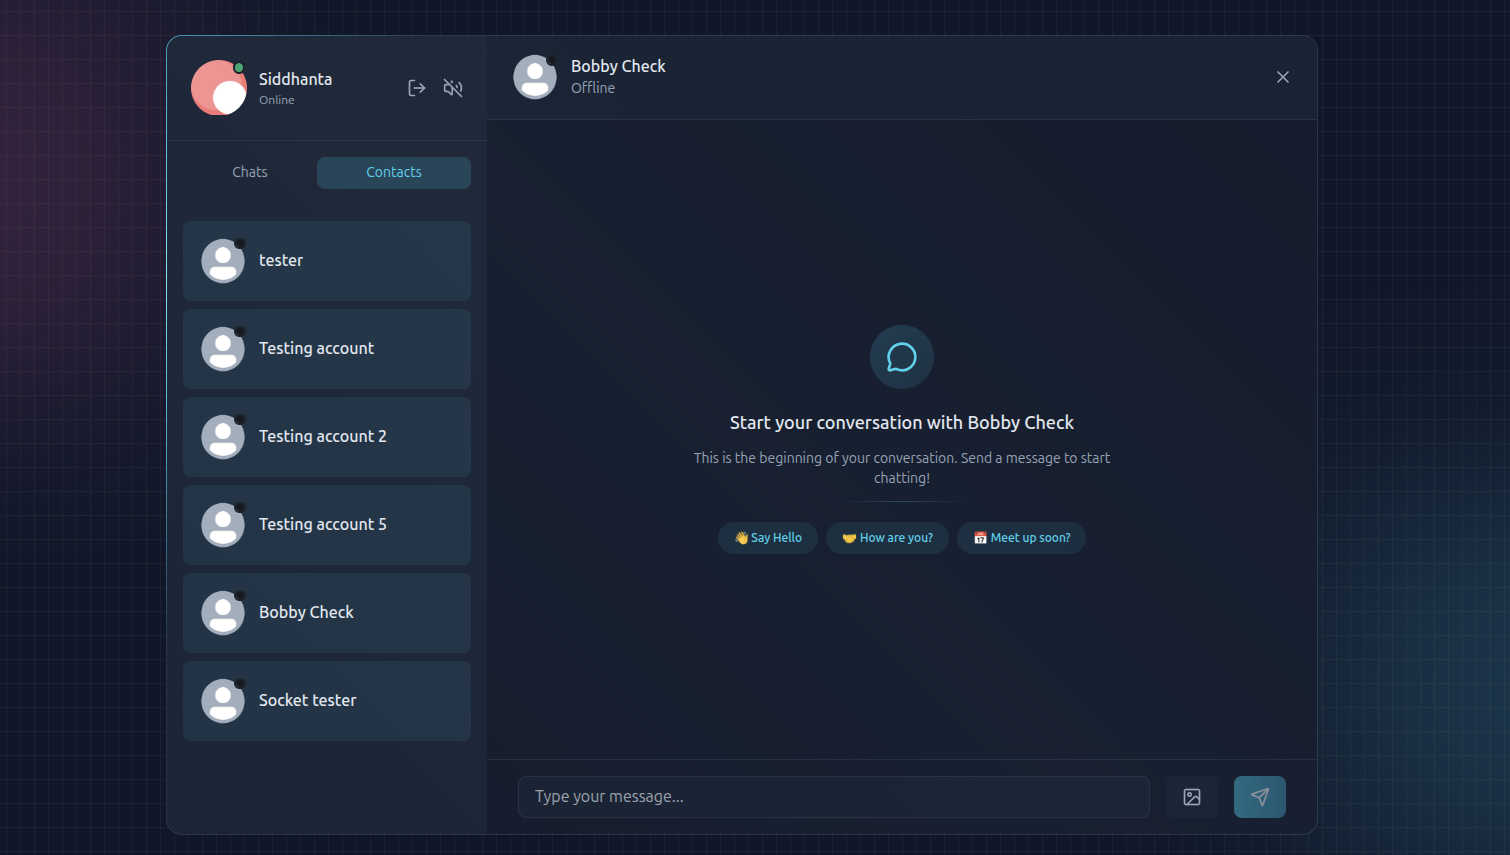 Siddhanta
Online
Chats
Contacts
tester
Testing account
Testing account 2
Testing account 5
Bobby Check
Socket tester
Bobby Check
Offline
Start your conversation with Bobby Check
This is the beginning of your conversation. Send a message to start
chatting!
👋 Say Hello
🤝 How are you?
📅 Meet up soon?
Type your message...